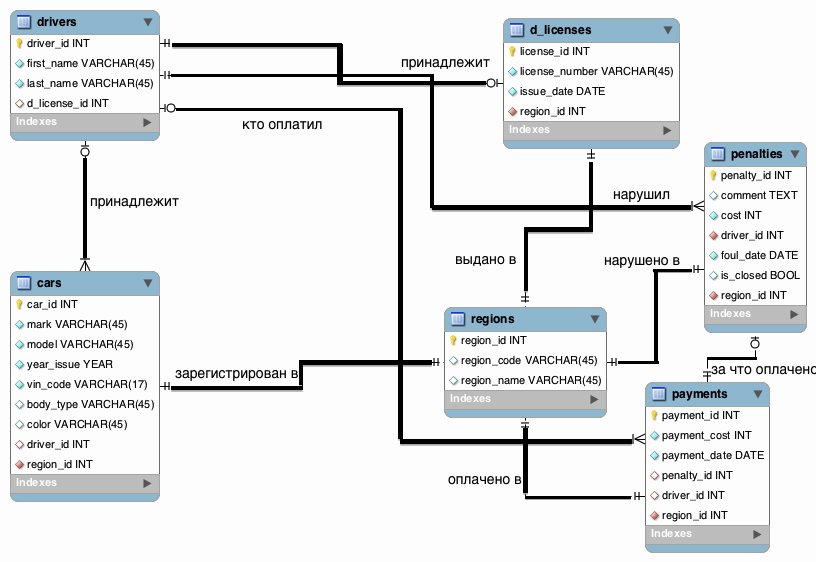 drivers
driver_id INT
first_name VARCHAR(45)
last_name VARCHAR(45)
d_license_id INT
Indexes
d_licenses
license_id INT
license_number VARCHAR(45)
issue_date DATE
region_id INT
Indexes
принадлежит
кто оплатил
penalties
penalty_id INT
comment TEXT
cost INT
driver_id INT
foul_date DATE
is_closed BOOL
region_id INT
Indexes
принадлежит
нарушил
выдано в
нарушено в
cars
car_id INT
mark VARCHAR(45)
model VARCHAR(45)
year_issue YEAR
vin_code VARCHAR(17)
body_type VARCHAR(45)
color VARCHAR(45)
driver_id INT
region_id INT
Indexes
regions
region_id INT
region_code VARCHAR(45)
region_name VARCHAR(45)
Indexes
зарегистрирован в
за что оплачено
payments
payment_id INT
payment_cost INT
payment_date DATE
penalty_id INT
driver_id INT
region_id INT
Indexes
оплачено в